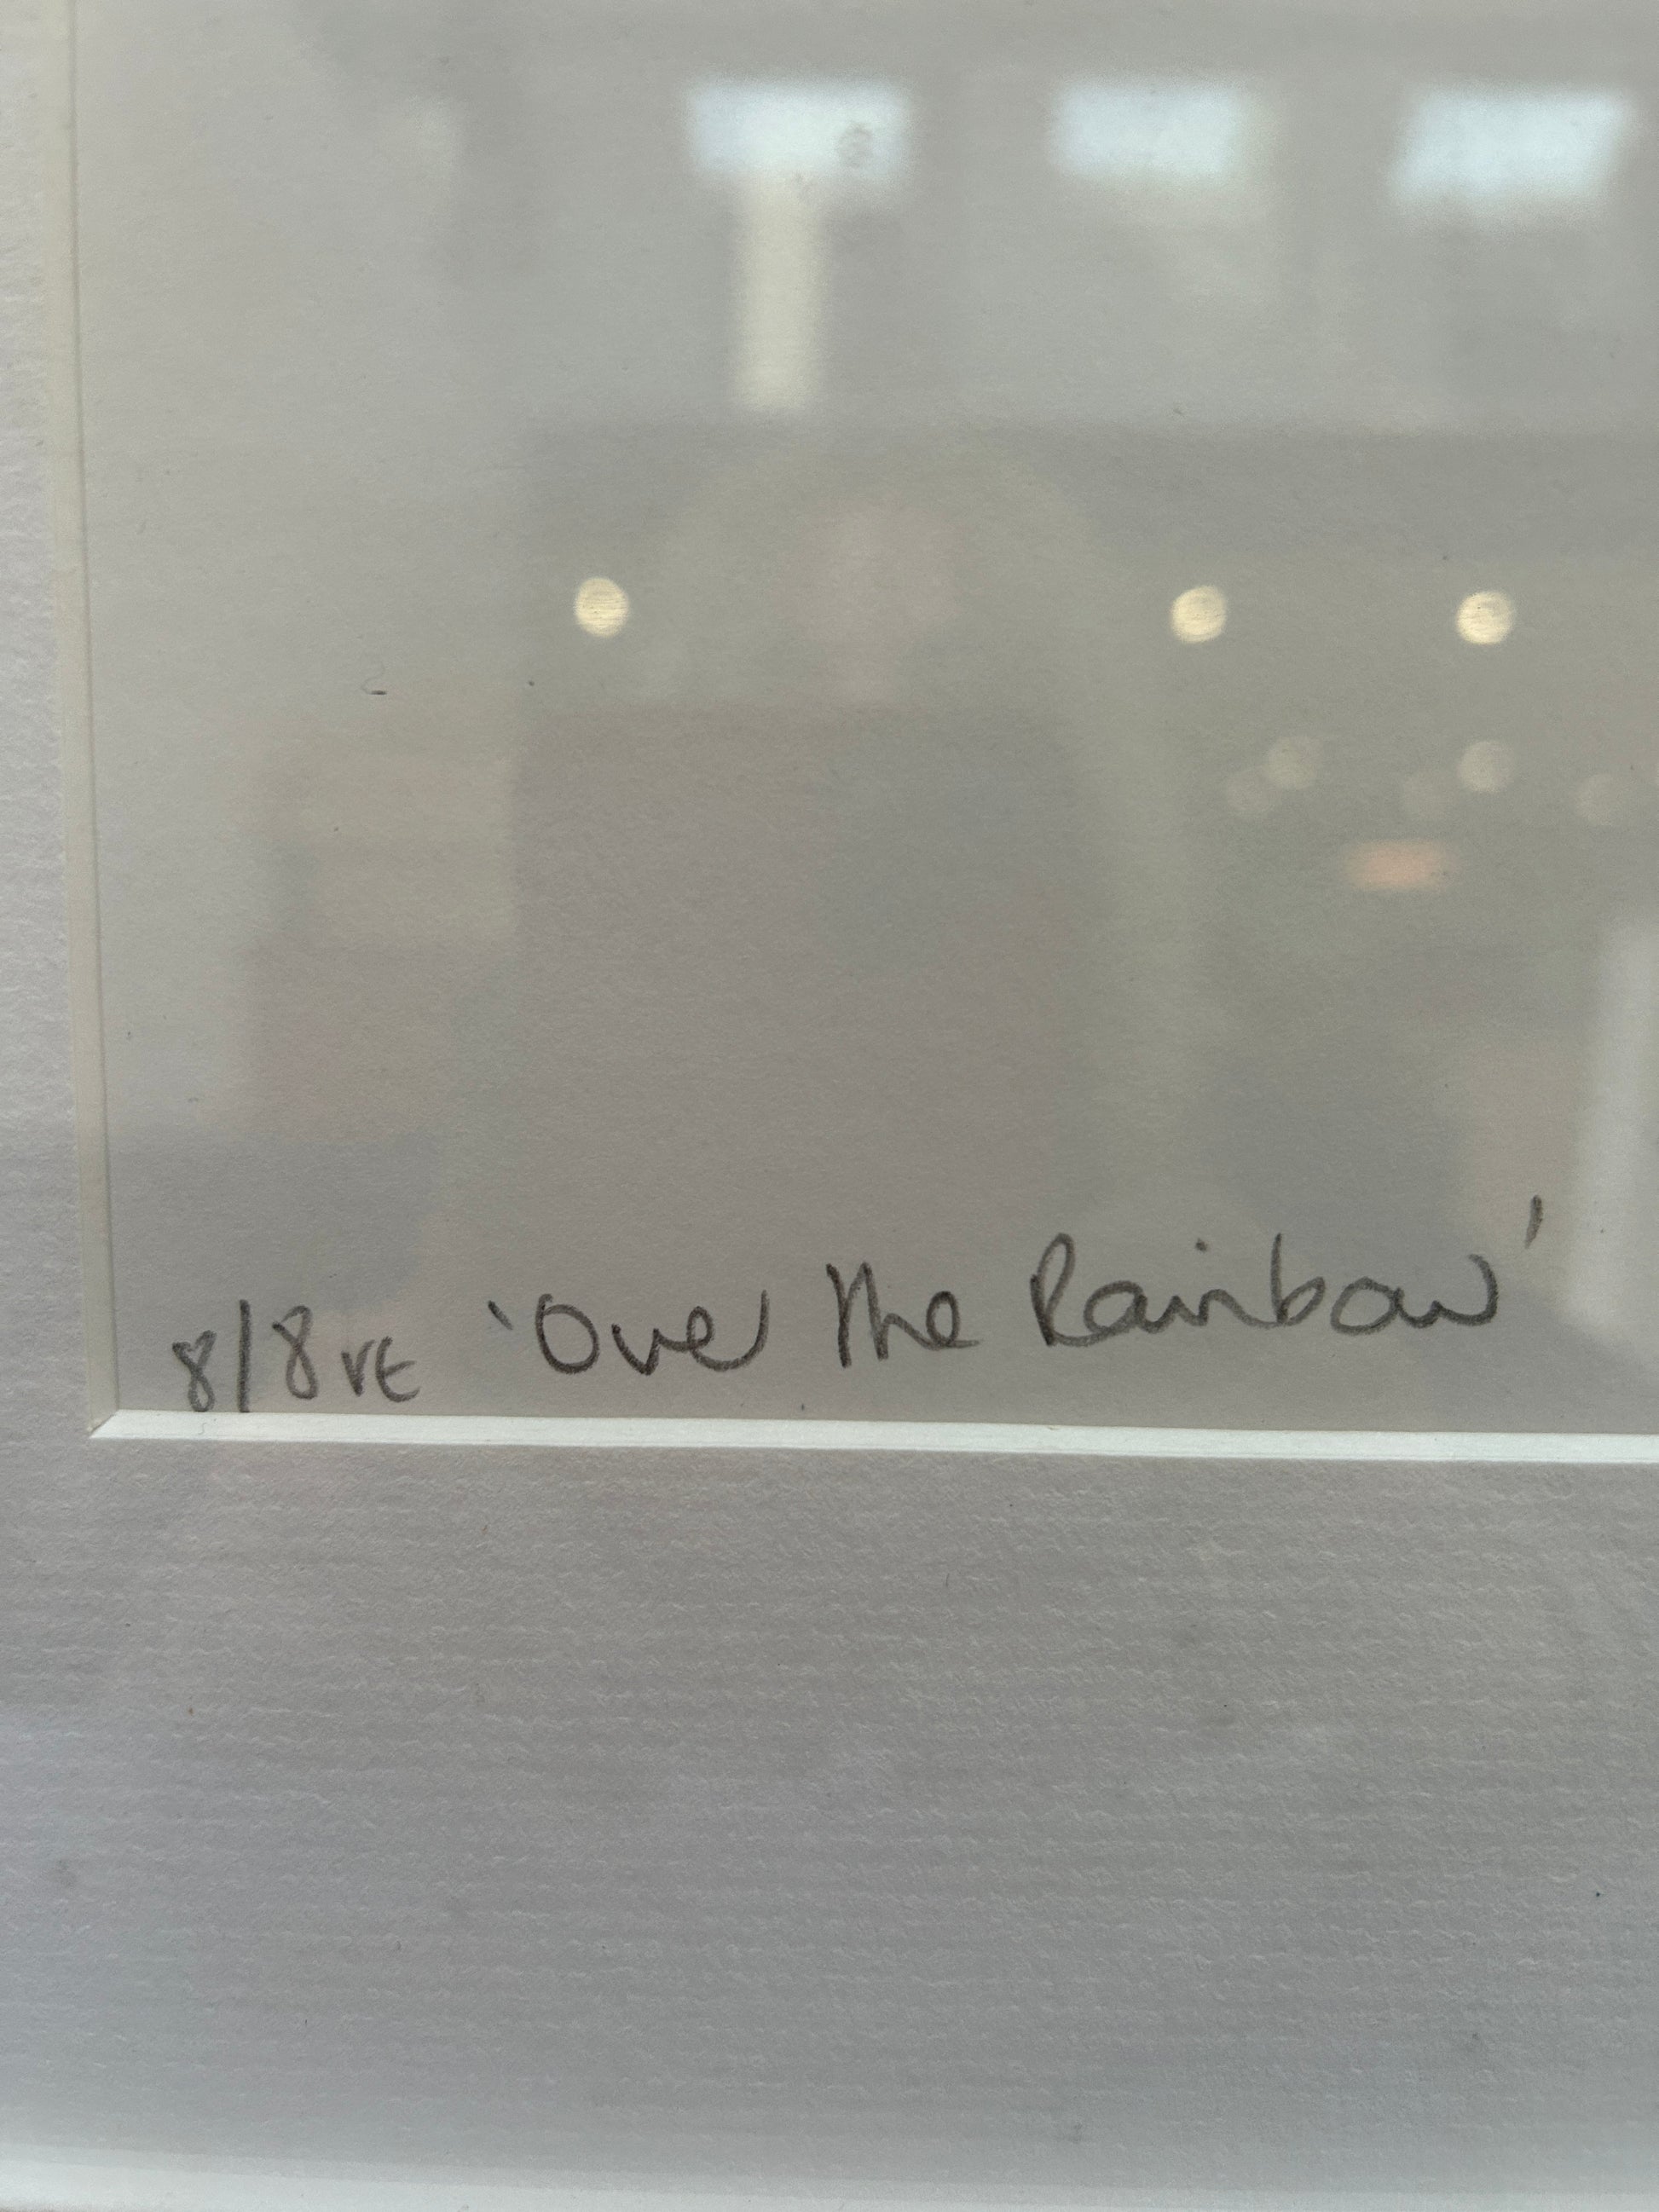 8/8 VE 'Over The Rainbow'